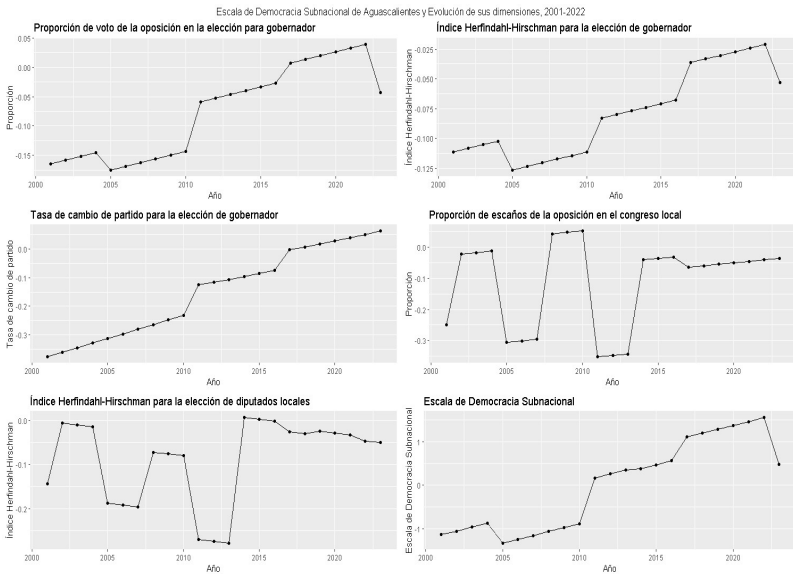 Escala de Democracia Subnacional de Aguascalientes y Evolución de sus dimensiones, 2001-2022
Proporción de voto de la oposición en la elección para gobernador
Proporción
0.05
0.00
-0.05
-0.10
-0.15
2000 2005 2010 2015 2020
Año
Índice Herfindahl-Hirschman para la elección de gobernador
Índice Herfindahl-Hirschman
-0.025
-0.050
-0.075
-0.100
-0.125
2000 2005 2010 2015 2020
Año
Tasa de cambio de partido para la elección de gobernador
Tasa de cambio de partido
0.0
-0.1
-0.2
-0.3
2000 2005 2010 2015 2020
Año
Proporción de escaños de la oposición en el congreso local
Proporción
0.0
-0.1
-0.2
-0.3
2000 2005 2010 2015 2020
Año
Índice Herfindahl-Hirschman para la elección de diputados locales
Índice Herfindahl-Hirschman
0.0
-0.1
-0.2
2000 2005 2010 2015 2020
Año
Escala de Democracia Subnacional
Escala de Democracia Subnacional
1
0
-1
2000 2005 2010 2015 2020
Año